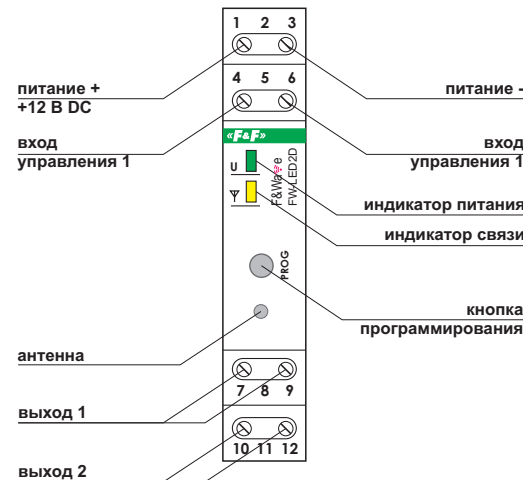 1 2 3
питание +
+12 В DC
питание -
4 5 6
вход
управления 1
вход
управления 1
«F&F»
U
F&Wave
FW-LED2D
индикатор питания
индикатор связи
PROG
кнопка
программирования
антенна
выход 1
7 8 9
выход 2
10 11 12